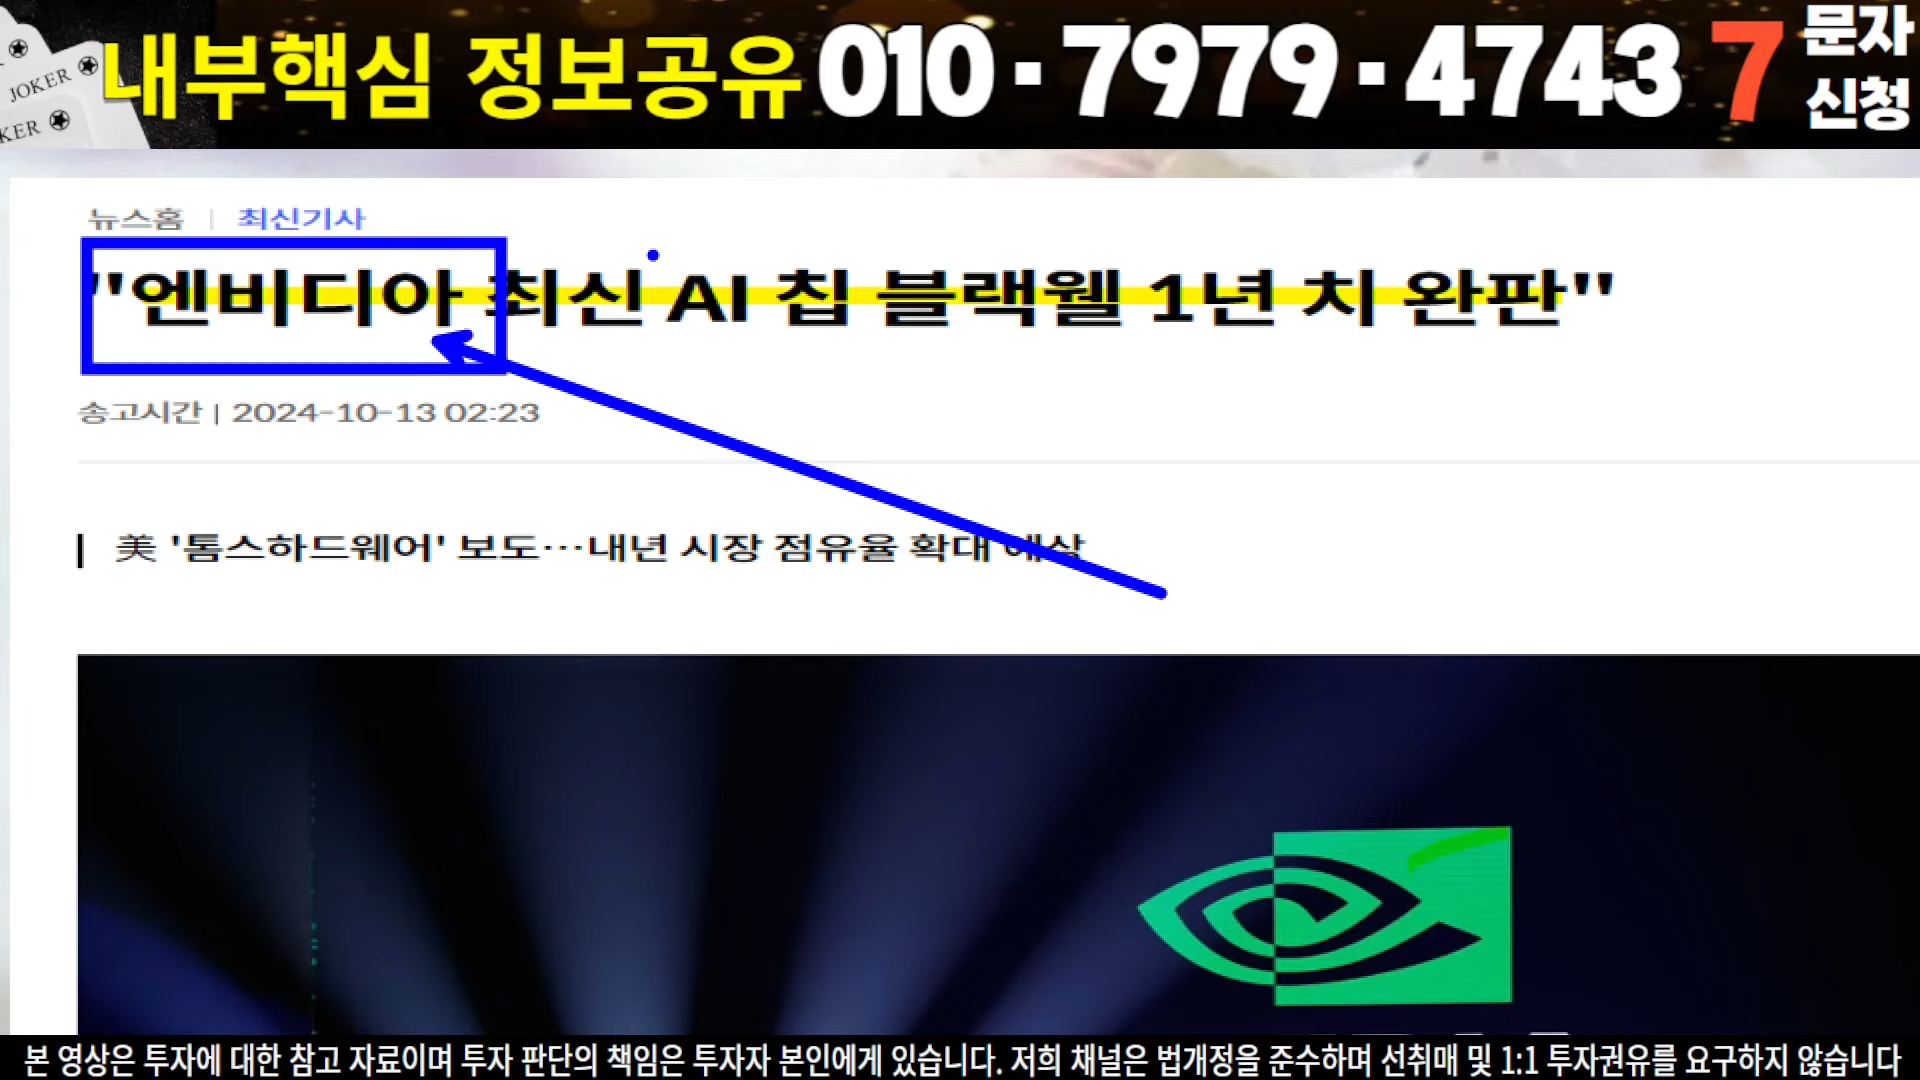 JOKER
KER
내부핵심 정보공유 010·7979·4743 7 문자
신청
뉴스홈 | 최신기사
"엔비디아 최신 AI 칩 블랙웰 1년 치 완판"
송고시간 | 2024-10-13 02:23
美 '톰스하드웨어' 보도…내년 시장 점유율 확대 예상
본 영상은 투자에 대한 참고 자료이며 투자 판단의 책임은 투자자 본인에게 있습니다. 저희 채널은 법개정을 준수하며 선취매 및 1:1 투자권유를 요구하지 않습니다